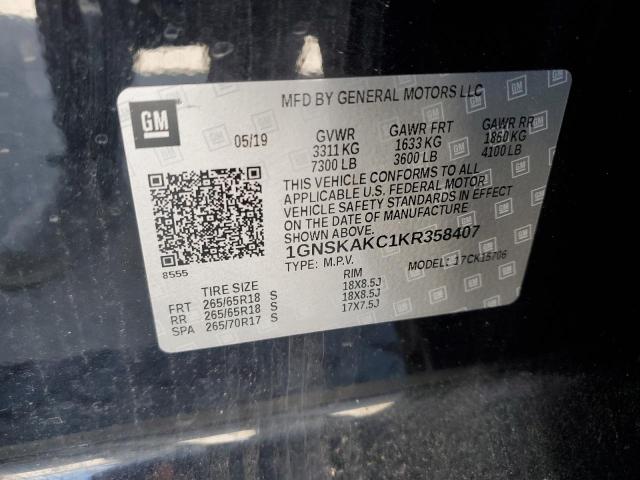 GM
MFD BY GENERAL MOTORS LLC
05/19 GVWR GAWR FRT GAWR RR
3311 KG 1633 KG 1860 KG
7300 LB 3600 LB 4100 LB
THIS VEHICLE CONFORMS TO ALL
APPLICABLE U.S. FEDERAL MOTOR
VEHICLE SAFETY STANDARDS IN EFFECT
ON THE DATE OF MANUFACTURE
SHOWN ABOVE.
1GNSKAKC1KR358407
TYPE: M.P.V. MODEL: 17CK15706
8555
TIRE SIZE RIM
FRT 265/65R18 S 18X8.5J
RR 265/65R18 S 18X8.5J
SPA 265/70R17 S 17X7.5J